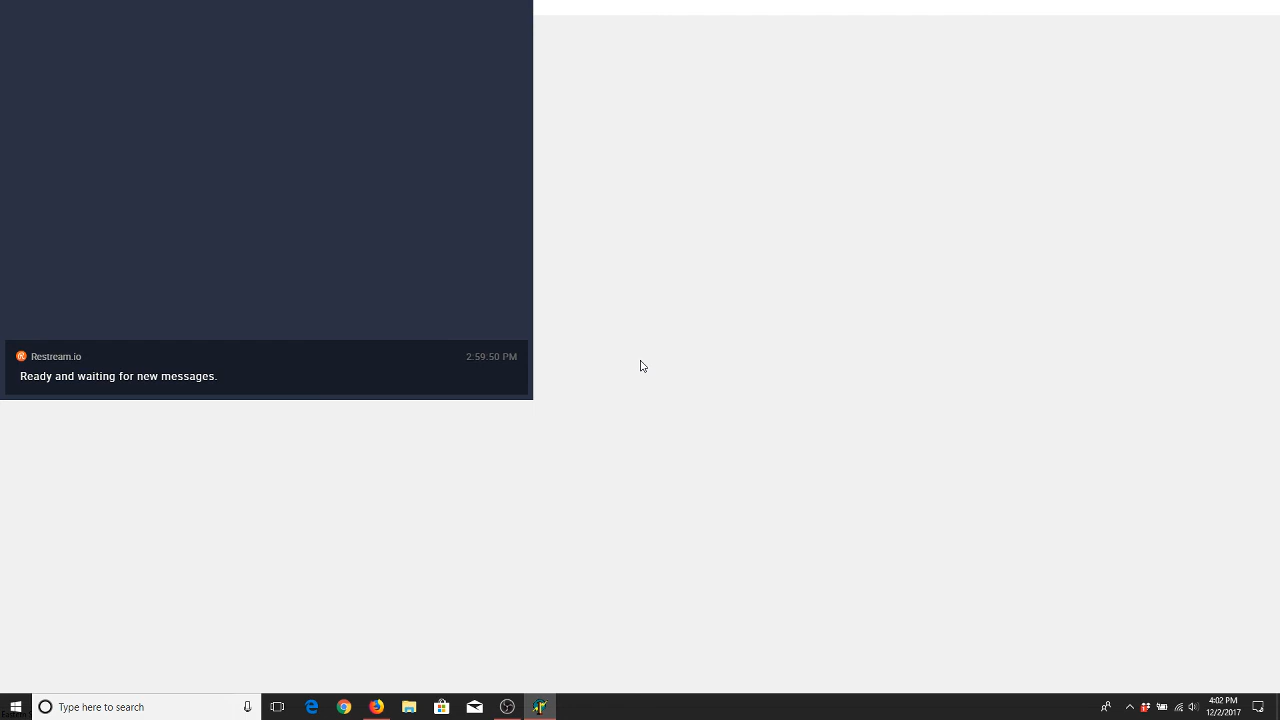 Restream.io 2:59:50 PM
Ready and waiting for new messages.
Type here to search
4:02 PM
12/2/2017